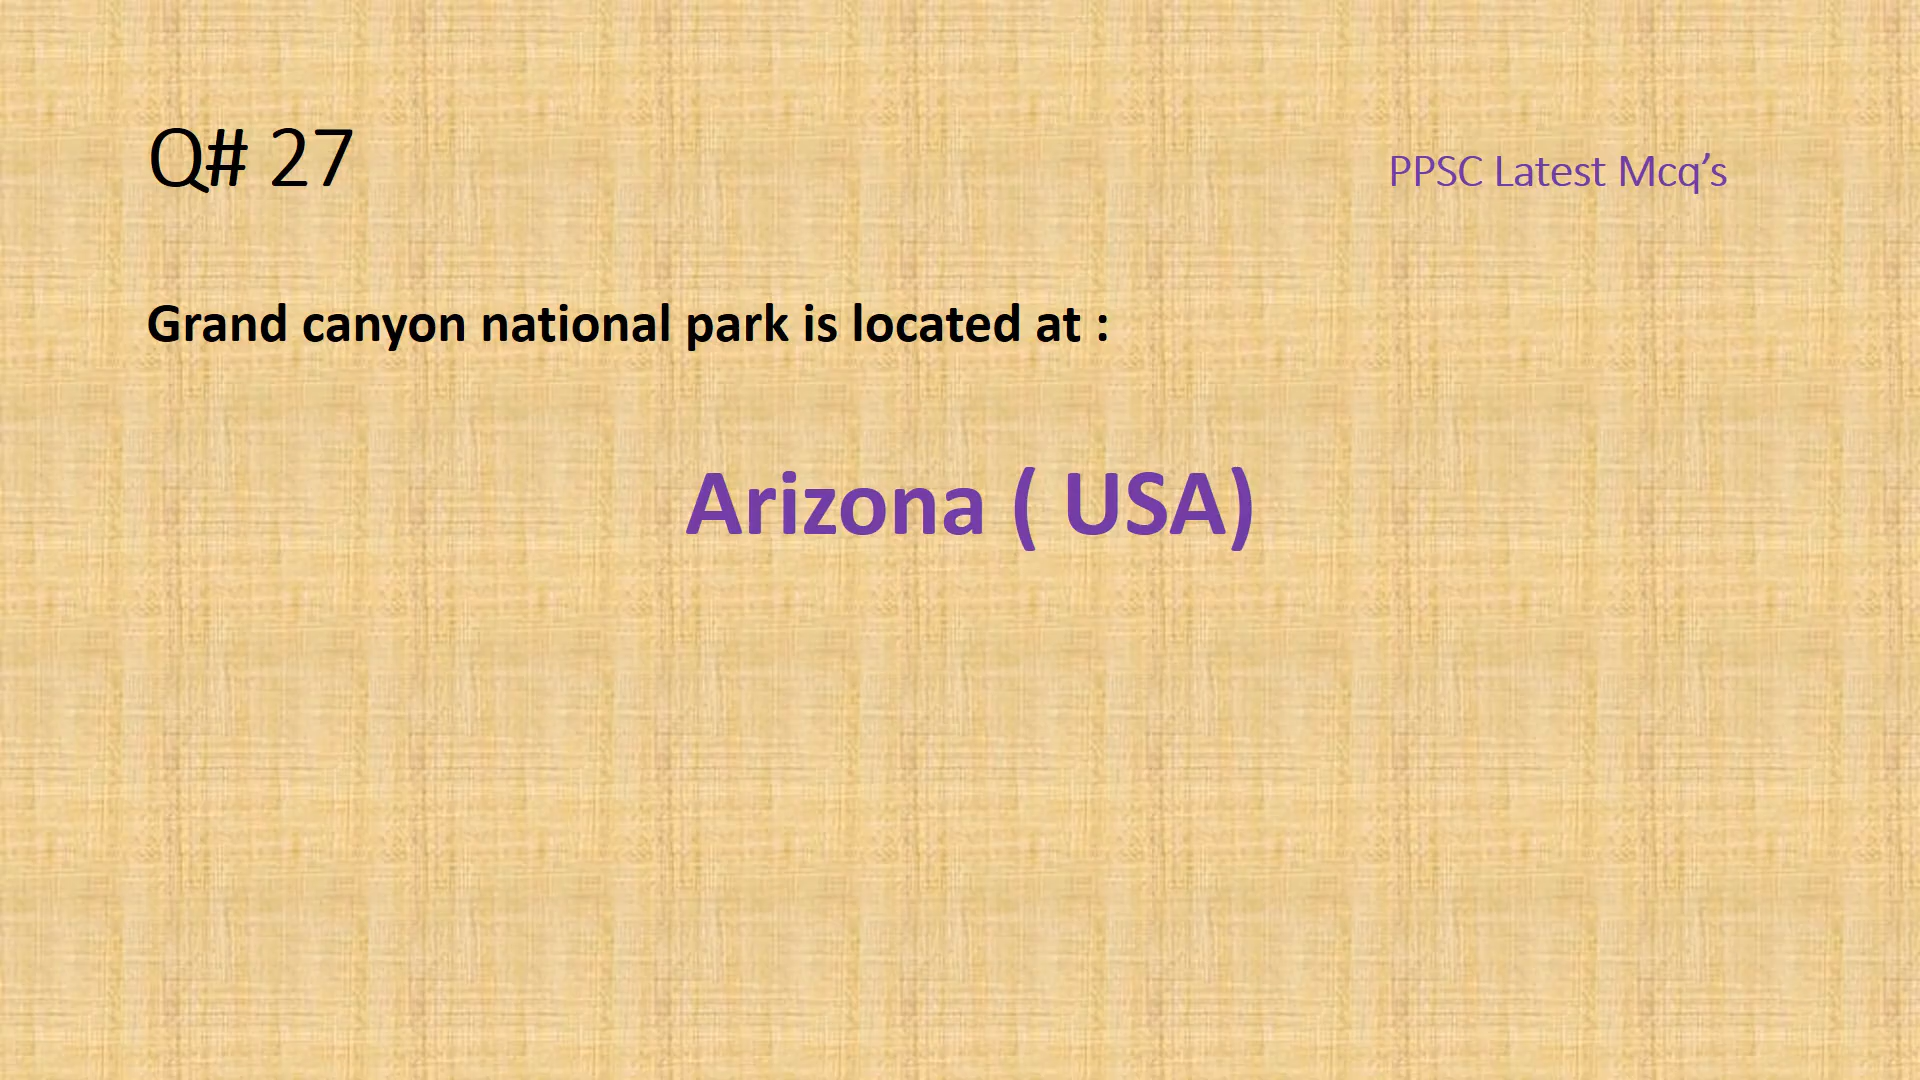 Q# 27
PPSC Latest Mcq’s
Grand canyon national park is located at :
Arizona ( USA)